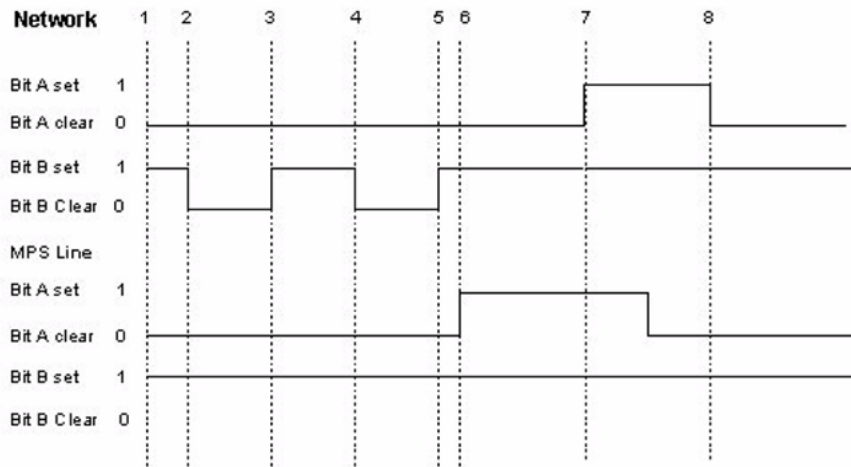 Network 1 2 3 4 5 6 7 8
Bit A set 1
Bit A clear 0
Bit B set 1
Bit B Clear 0
MPS Line
Bit A set 1
Bit A clear 0
Bit B set 1
Bit B Clear 0